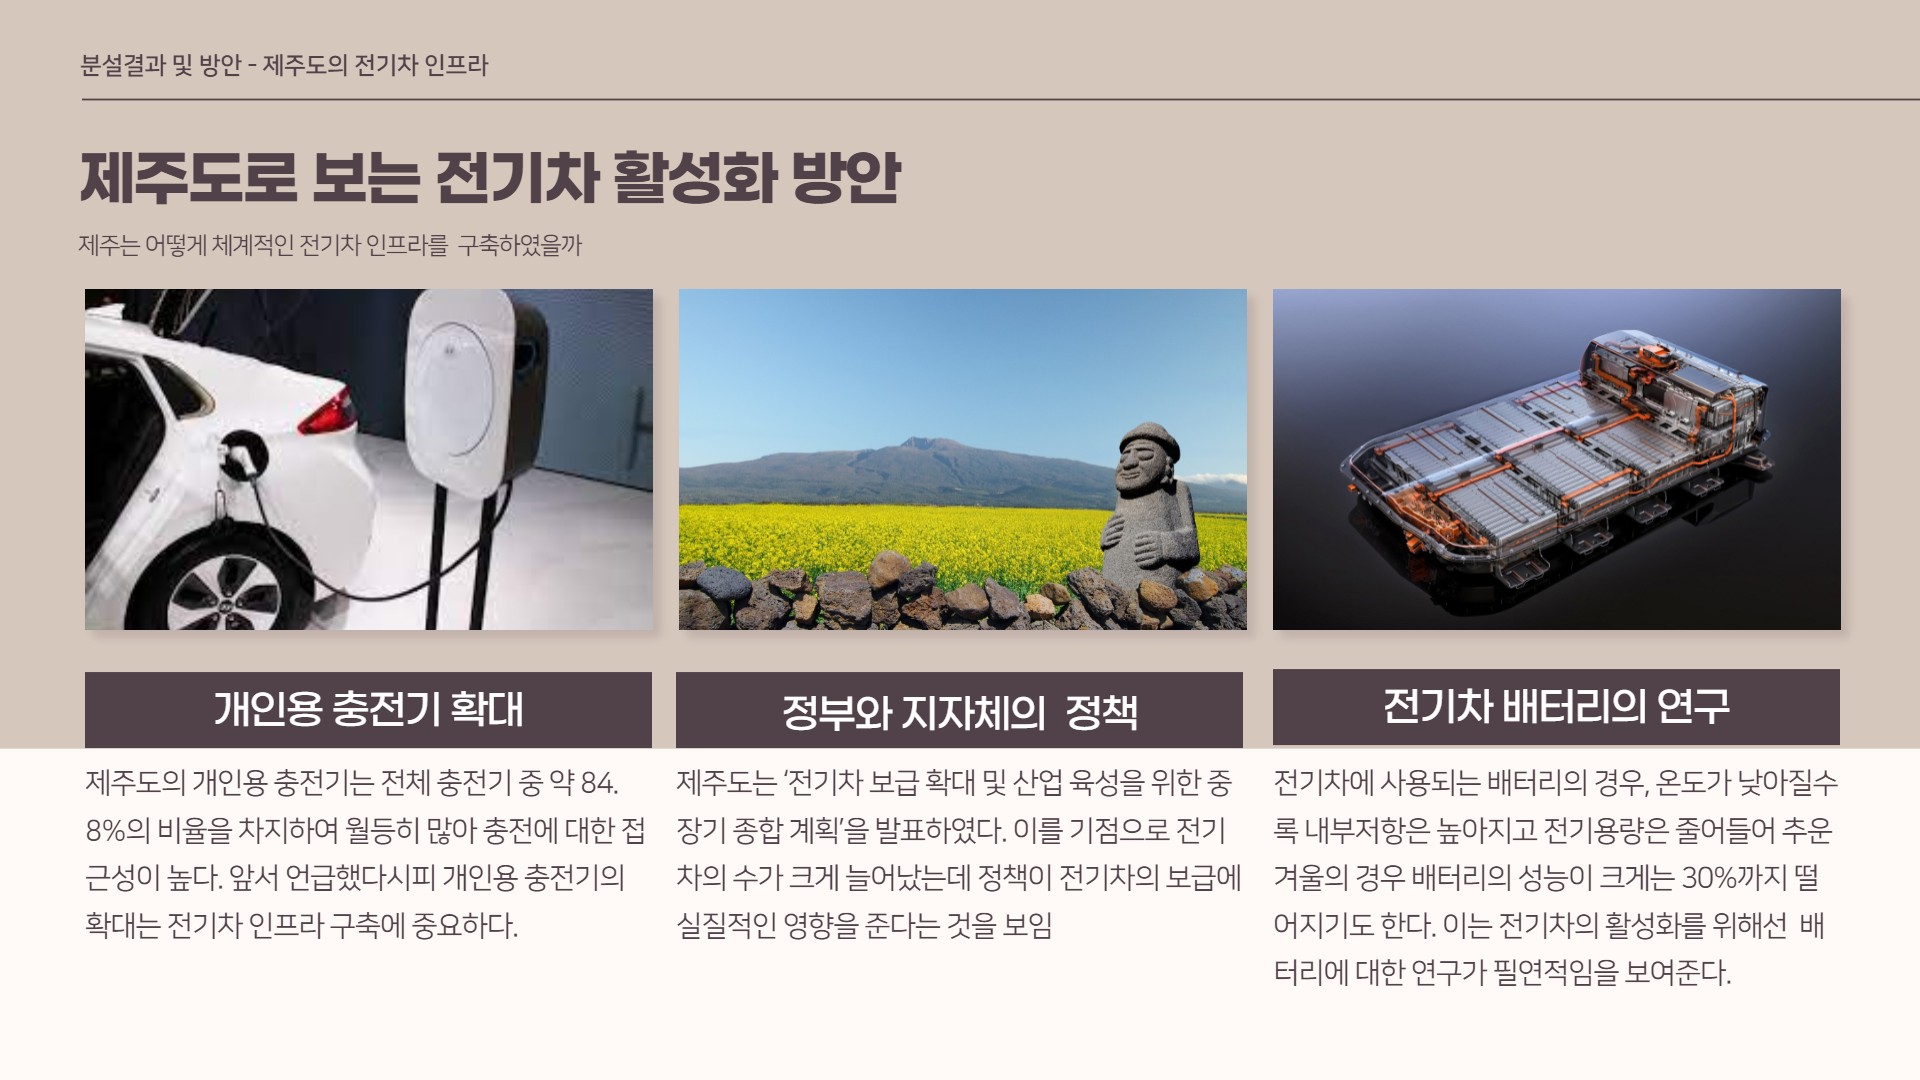 분설결과 및 방안 - 제주도의 전기차 인프라
제주도로 보는 전기차 활성화 방안
제주는 어떻게 체계적인 전기차 인프라를 구축하였을까
개인용 충전기 확대
제주도의 개인용 충전기는 전체 충전기 중 약 84.
8%의 비율을 차지하여 월등히 많아 충전에 대한 접
근성이 높다. 앞서 언급했다시피 개인용 충전기의
확대는 전기차 인프라 구축에 중요하다.
정부와 지자체의 정책
제주도는 ‘전기차 보급 확대 및 산업 육성을 위한 중
장기 종합 계획’을 발표하였다. 이를 기점으로 전기
차의 수가 크게 늘어났는데 정책이 전기차의 보급에
실질적인 영향을 준다는 것을 보임
전기차 배터리의 연구
전기차에 사용되는 배터리의 경우, 온도가 낮아질수
록 내부저항은 높아지고 전기용량은 줄어들어 추운
겨울의 경우 배터리의 성능이 크게는 30%까지 떨
어지기도 한다. 이는 전기차의 활성화를 위해선 배
터리에 대한 연구가 필연적임을 보여준다.